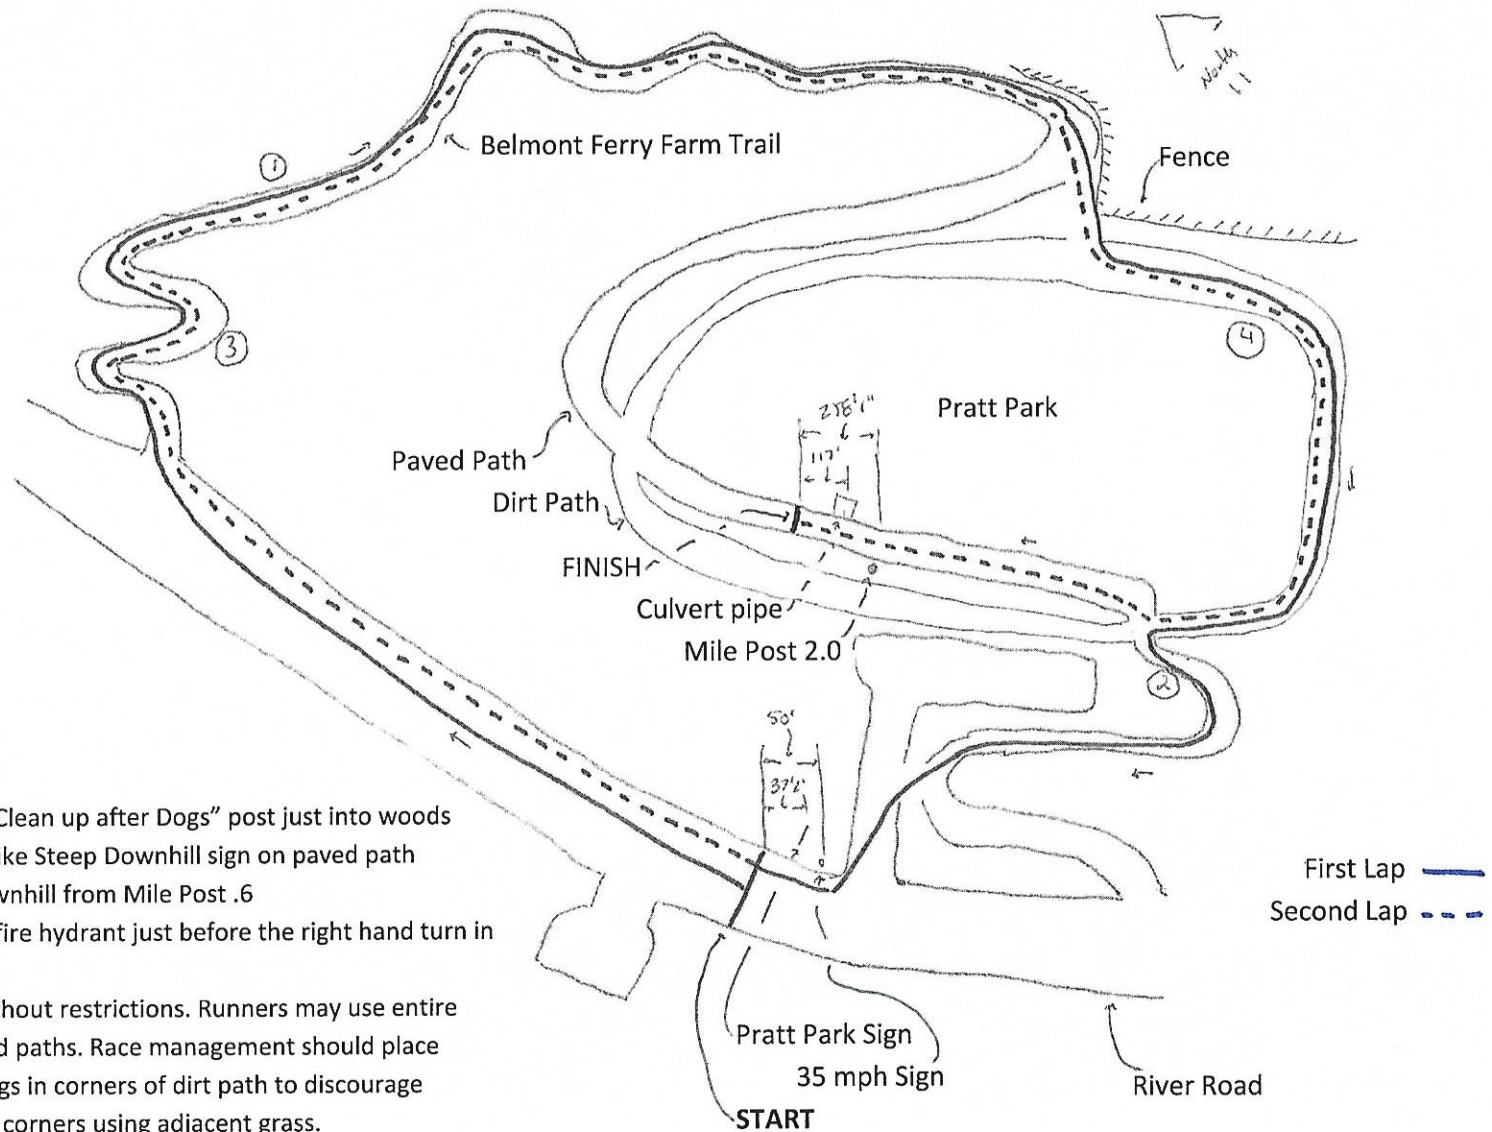 North
Belmont Ferry Farm Trail
Fence
1
3
4
Pratt Park
218'1"
117'
Paved Path
Dirt Path
FINISH
Culvert pipe
Mile Post 2.0
2
50'
37'2"
Clean up after Dogs” post just into woods
ike Steep Downhill sign on paved path
vnhill from Mile Post .6
fire hydrant just before the right hand turn in
First Lap
Second Lap
hout restrictions. Runners may use entire
d paths. Race management should place
gs in corners of dirt path to discourage
corners using adjacent grass.
Pratt Park Sign
35 mph Sign
START
River Road